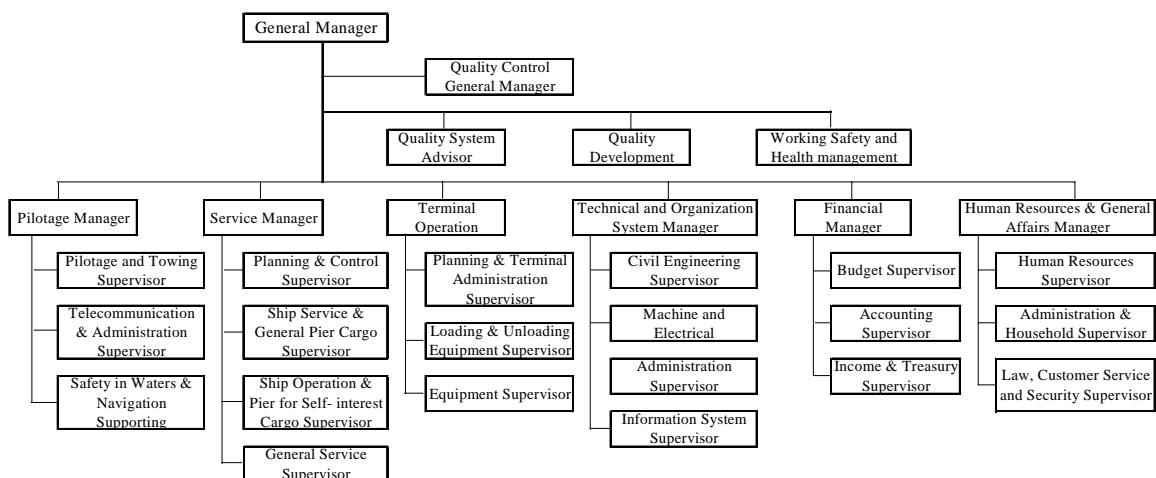 General Manager
Quality Control
General Manager
Quality System
Advisor
Quality
Development
Working Safety and
Health management
Pilotage Manager
Service Manager
Terminal
Operation
Technical and Organization
System Manager
Financial
Manager
Human Resources & General
Affairs Manager
Pilotage and Towing
Supervisor
Telecommunication
& Administration
Supervisor
Safety in Waters &
Navigation
Supporting
Planning & Control
Supervisor
Ship Service &
General Pier Cargo
Supervisor
Ship Operation &
Pier for Self- interest
Cargo Supervisor
General Service
Supervisor
Planning & Terminal
Administration
Supervisor
Loading & Unloading
Equipment Supervisor
Equipment Supervisor
Civil Engineering
Supervisor
Machine and
Electrical
Administration
Supervisor
Information System
Supervisor
Budget Supervisor
Accounting
Supervisor
Income & Treasury
Supervisor
Human Resources
Supervisor
Administration &
Household Supervisor
Law, Customer Service
and Security Supervisor